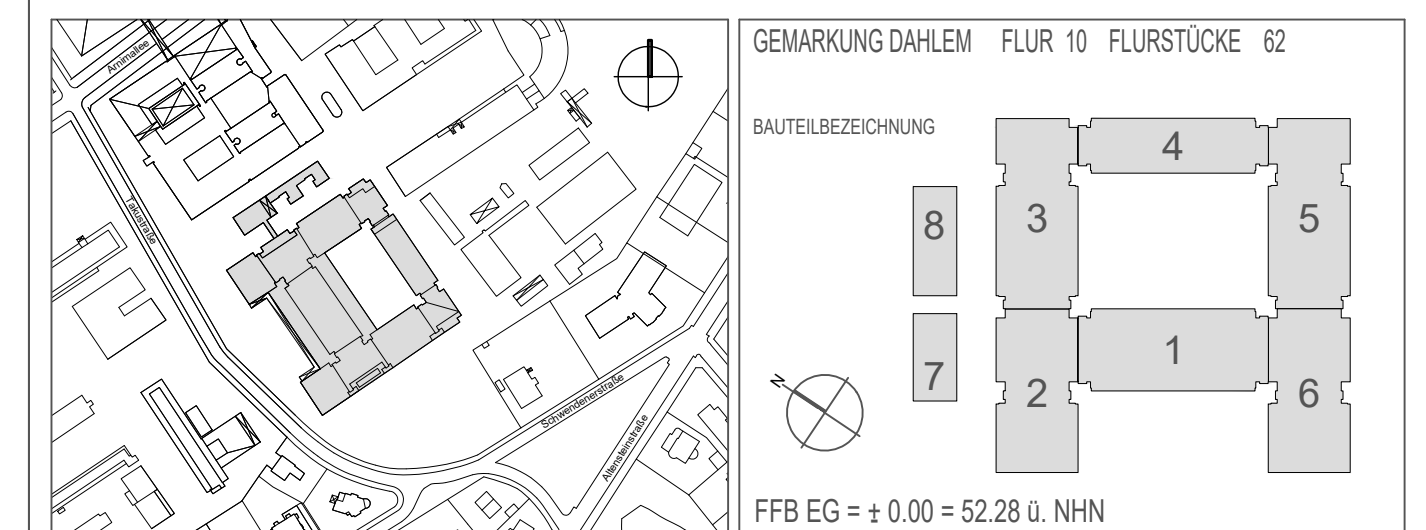 Arnimallee
Takustraße
Schwendenerstraße
Altensteinstraße
GEMARKUNG DAHLEM FLUR 10 FLURSTÜCKE 62
BAUTEILBEZEICHNUNG
4
3
5
8
1
7
2
6
N
FFB EG = ± 0.00 = 52.28 ü. NHN